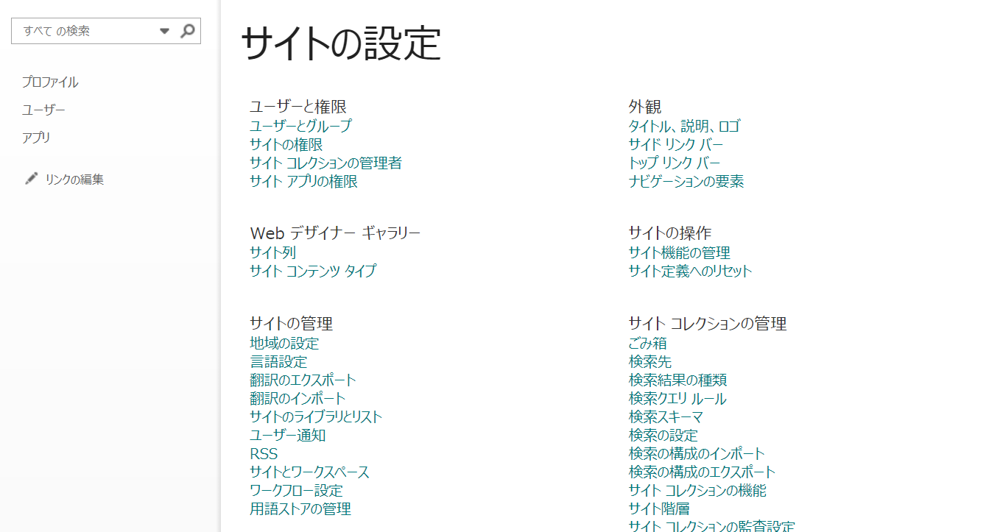 すべて の検索
プロファイル
ユーザー
アプリ
リンクの編集
サイトの設定
ユーザーと権限
ユーザーとグループ
サイトの権限
サイト コレクションの管理者
サイト アプリの権限
外観
タイトル、説明、ロゴ
サイド リンク バー
トップ リンク バー
ナビゲーションの要素
Web デザイナー ギャラリー
サイト列
サイト コンテンツ タイプ
サイトの操作
サイト機能の管理
サイト定義へのリセット
サイトの管理
地域の設定
言語設定
翻訳のエクスポート
翻訳のインポート
サイトのライブラリとリスト
ユーザー通知
RSS
サイトとワークスペース
ワークフロー設定
用語ストアの管理
サイト コレクションの管理
ごみ箱
検索先
検索結果の種類
検索クエリ ルール
検索スキーマ
検索の設定
検索の構成のインポート
検索の構成のエクスポート
サイト コレクションの機能
サイト階層
サイト コレクションの監査設定